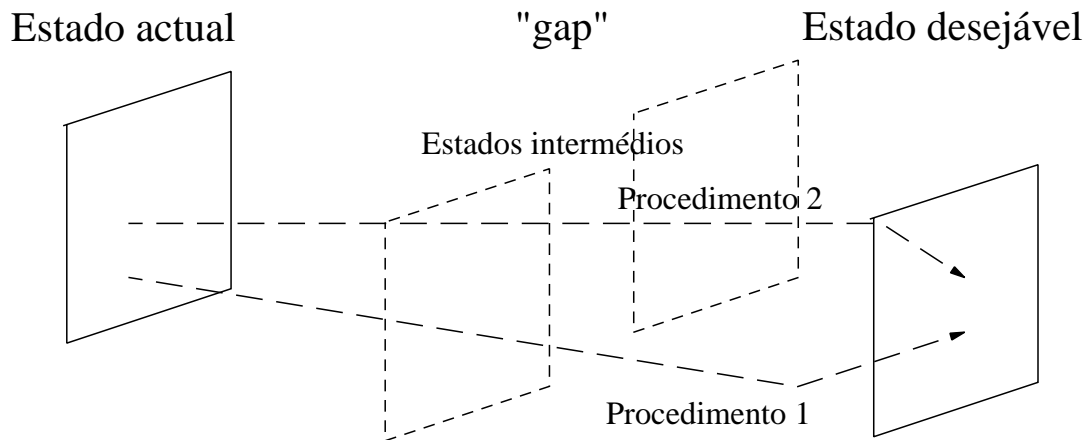 Estado actual
"gap"
Estado desejável
Estados intermédios
Procedimento 2
Procedimento 1